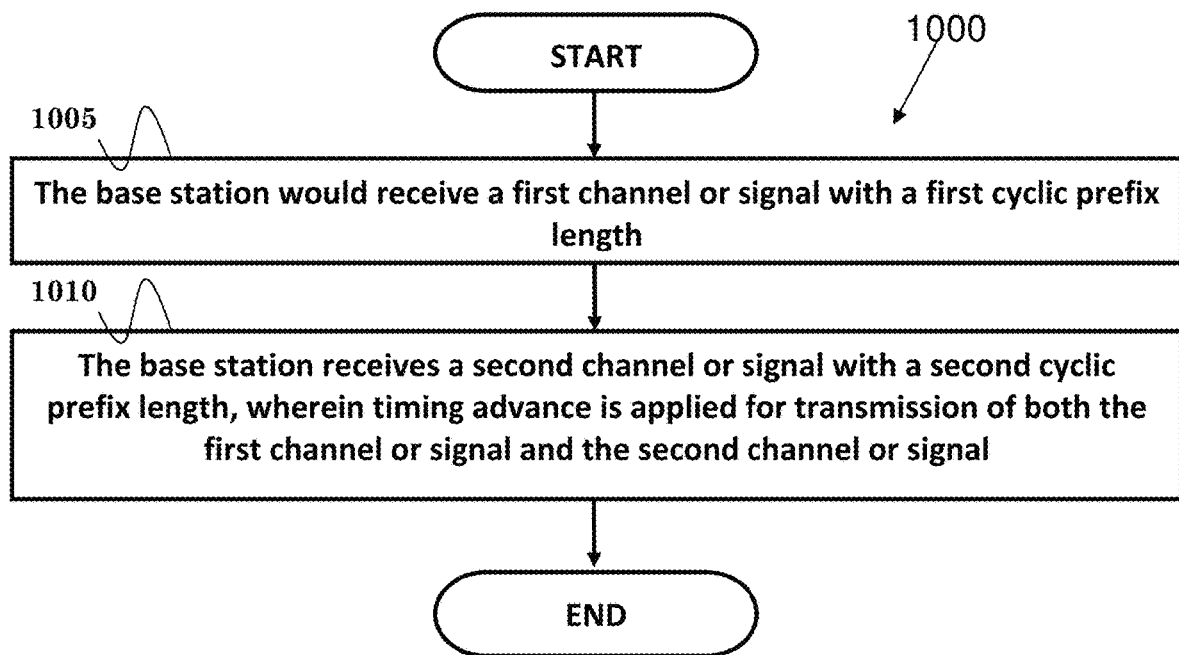 START
1000
1005
The base station would receive a first channel or signal with a first cyclic prefix
length
1010
The base station receives a second channel or signal with a second cyclic
prefix length, wherein timing advance is applied for transmission of both the
first channel or signal and the second channel or signal
END